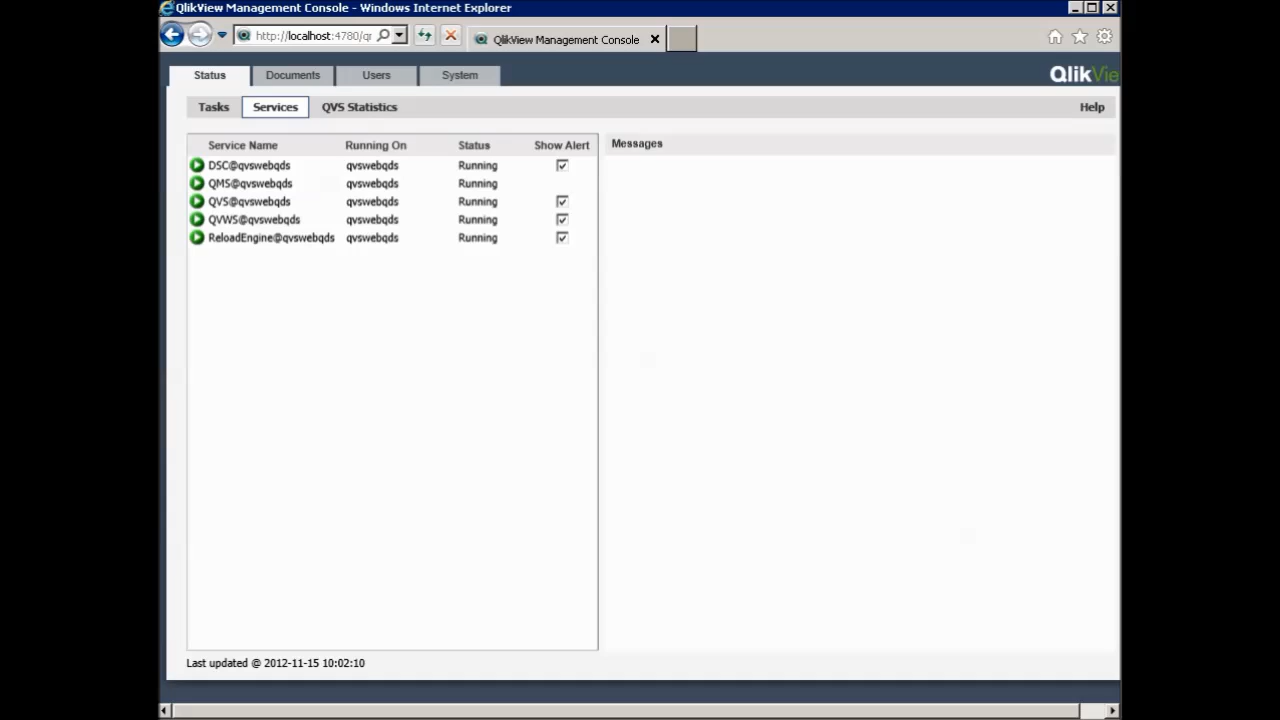 QlikView Management Console - Windows Internet Explorer
http://localhost:4780/qr
QlikView Management Console
Status Documents Users System
QlikVie
Tasks Services QVS Statistics Help
Service Name Running On Status Show Alert
DSC@qvswebqds qvswebqds Running
QMS@qvswebqds qvswebqds Running
QVS@qvswebqds qvswebqds Running
QVWS@qvswebqds qvswebqds Running
ReloadEngine@qvswebqds qvswebqds Running
Messages
Last updated @ 2012-11-15 10:02:10